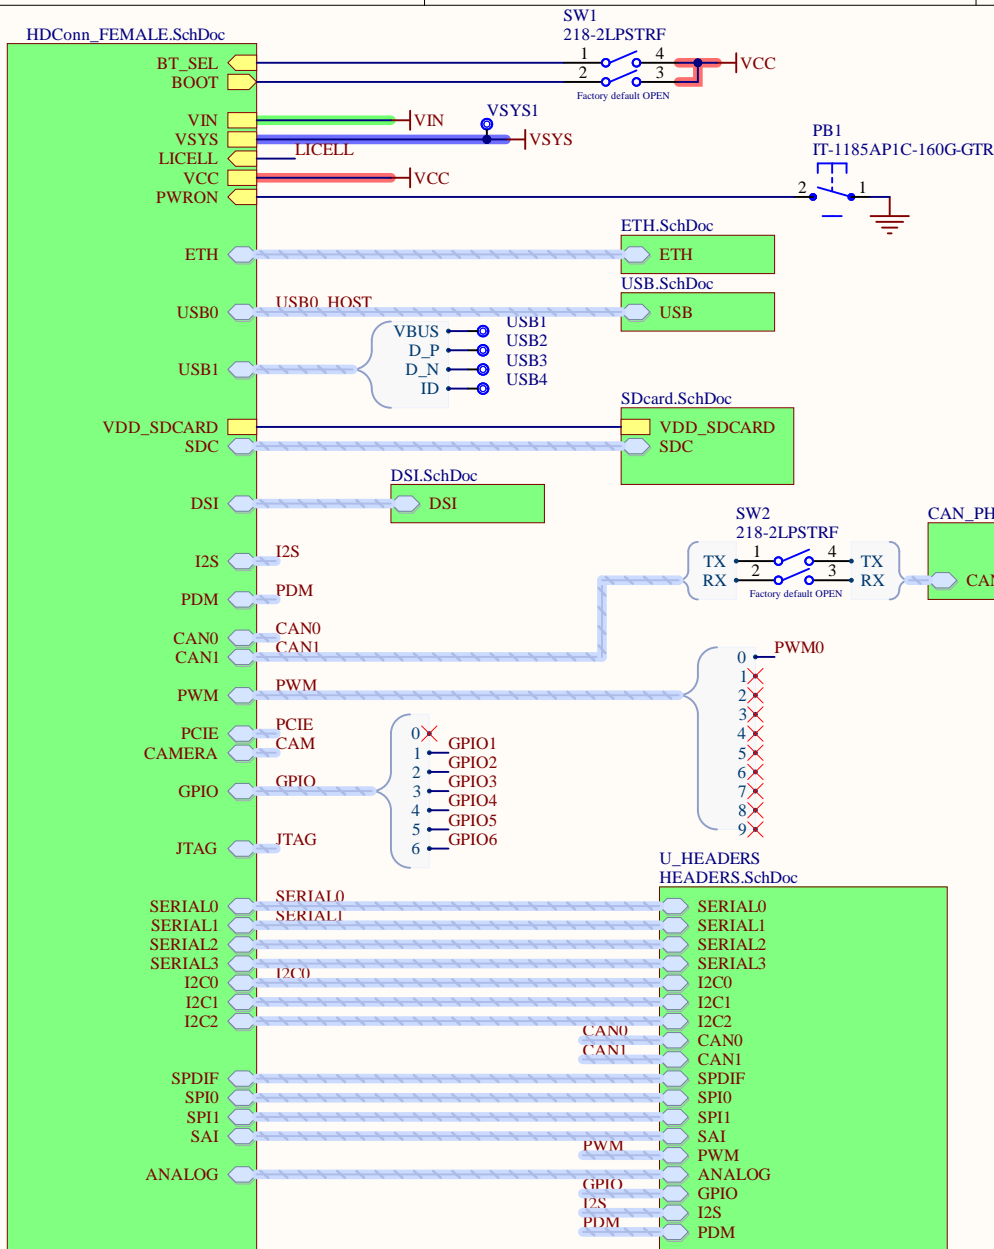 SW1
218-2LPSTRF
HDConn_FEMALE.SchDoc
BT_SEL 1 4 VCC
BOOT 2 3
Factory default OPEN
VSYS1
VIN VIN
VSYS VSYS
PB1
LICELL LICELL
IT-1185AP1C-160G-GTR
VCC VCC
PWRON 2 1
ETH.SchDoc
ETH ETH
USB.SchDoc
USB0_HOST
USB0 USB
VBUS USB1
D_P USB2
USB1 D_N USB3
ID USB4
SDcard.SchDoc
VDD_SDCARD VDD_SDCARD
SDC SDC
DSI.SchDoc
DSI DSI
SW2
218-2LPSTRF
CAN_PH
I2S I2S
TX 1 4 TX
RX 2 3 RX
CAN
Factory default OPEN
PDM PDM
CAN0 CAN0
CAN1 CAN1
PWM PWM
0 PWM0
1
2
3
4
5
6
7
8
9
PCIE PCIE
CAMERA CAM
GPIO GPIO
0
1 GPIO1
2 GPIO2
3 GPIO3
4 GPIO4
5 GPIO5
6 GPIO6
JTAG JTAG
U_HEADERS
HEADERS.SchDoc
SERIAL0 SERIAL0 SERIAL0
SERIAL1 SERIAL1 SERIAL1
SERIAL2 SERIAL2
SERIAL3 SERIAL3
I2C0 I2C0 I2C0
I2C1 I2C1
I2C2 I2C2
CAN0 CAN0
CAN1 CAN1
SPDIF SPDIF
SPI0 SPI0
SPI1 SPI1
SAI SAI
PWM PWM
ANALOG ANALOG
GPIO GPIO
I2S I2S
PDM PDM